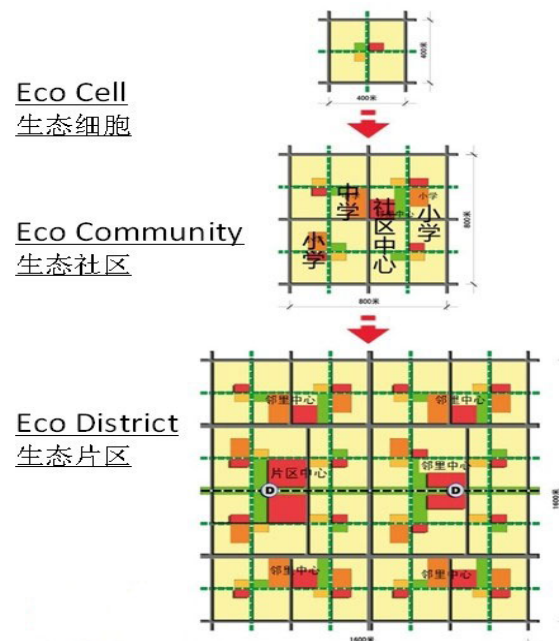 400米
400米
Eco Cell
生态细胞
中学
社区中心
小学
小学
中心
小学
800米
Eco Community
生态社区
800米
邻里中心
邻里中心
Eco District
生态片区
片区中心
邻里中心
D
D
1600米
邻里中心
邻里中心
1600米